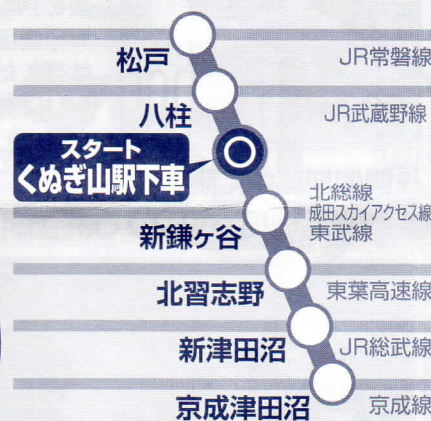 松戸
JR常磐線
八柱
JR武蔵野線
スタート
くぬぎ山駅下車
新鎌ヶ谷
北総線
成田スカイアクセス線
東武線
北習志野
東葉高速線
新津田沼
JR総武線
京成津田沼
京成線